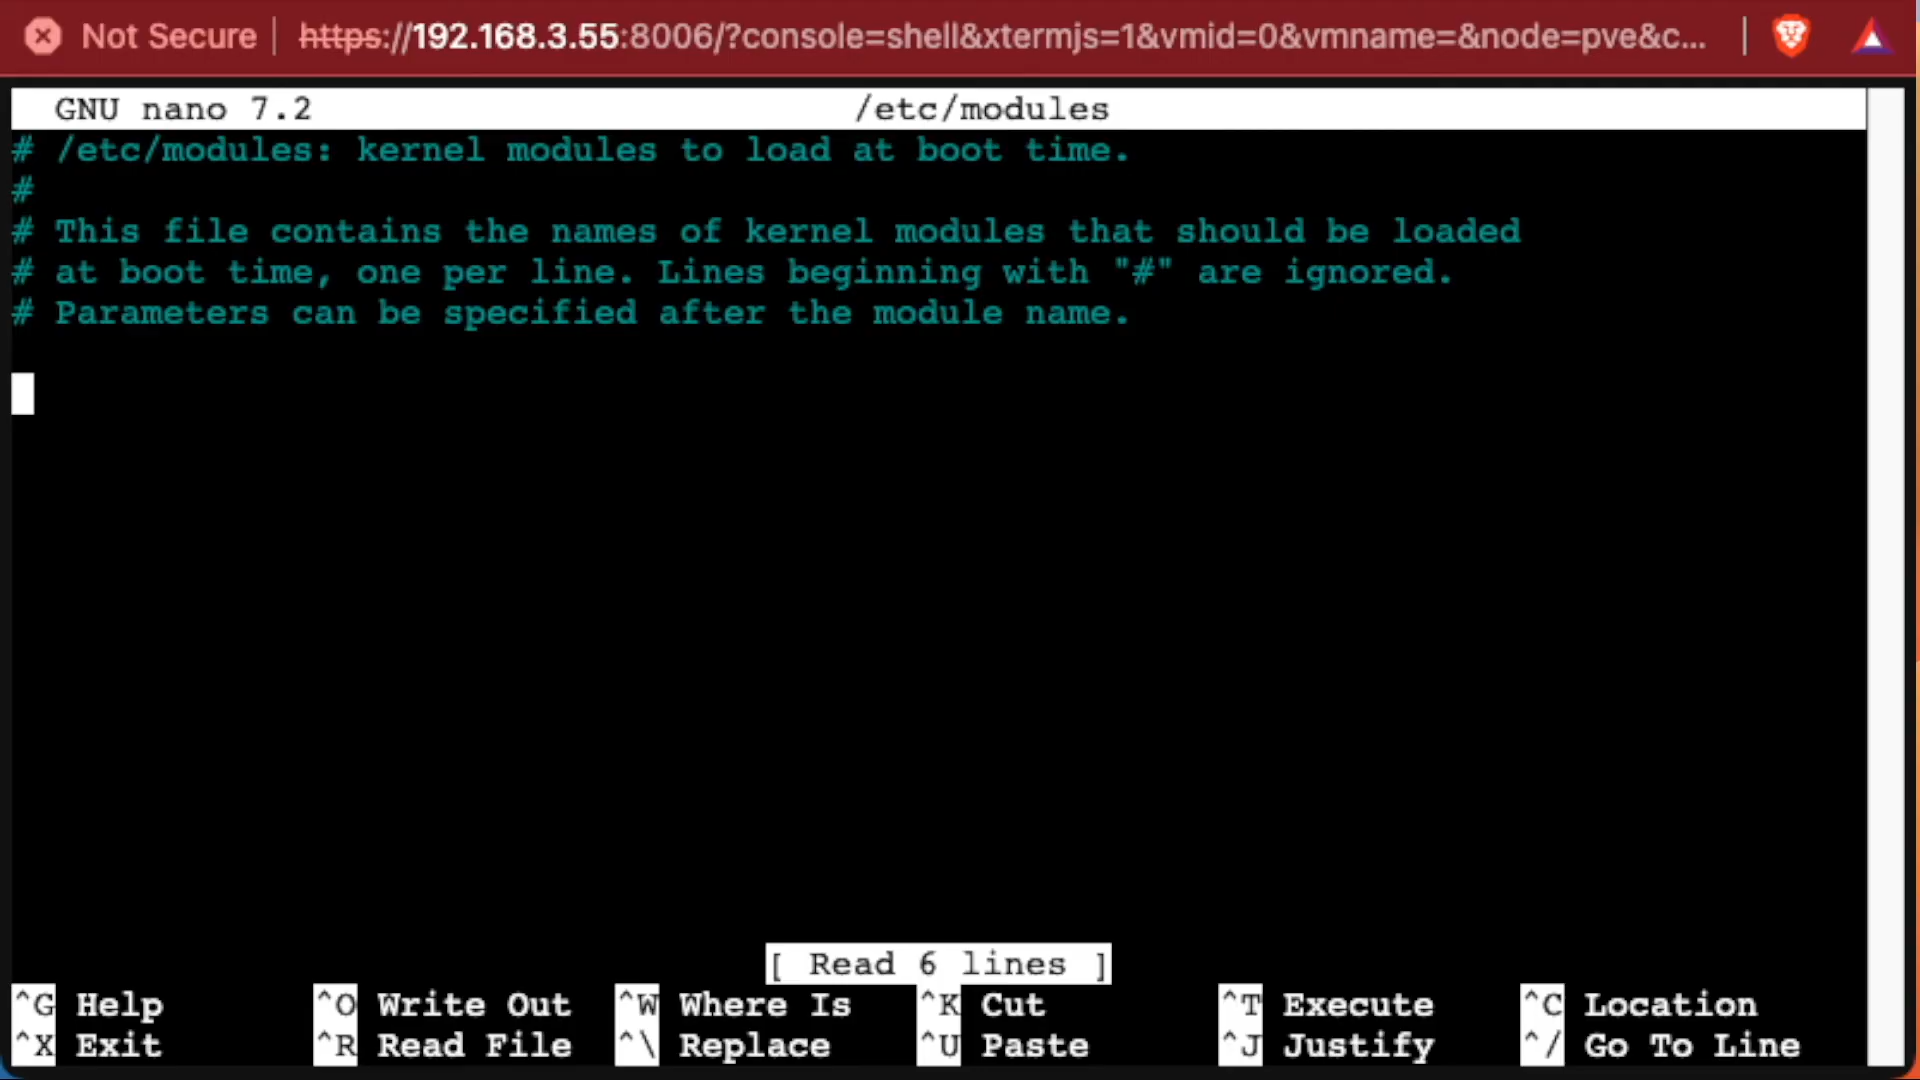 Not Secure https://192.168.3.55:8006/?console=shell&xtermjs=1&vmid=0&vmname=&node=pve&c...
GNU nano 7.2 /etc/modules
# /etc/modules: kernel modules to load at boot time.
#
# This file contains the names of kernel modules that should be loaded
# at boot time, one per line. Lines beginning with "#" are ignored.
# Parameters can be specified after the module name.
[ Read 6 lines ]
^G Help ^O Write Out ^W Where Is ^K Cut ^T Execute ^C Location
^X Exit ^R Read File ^\ Replace ^U Paste ^J Justify ^/ Go To Line